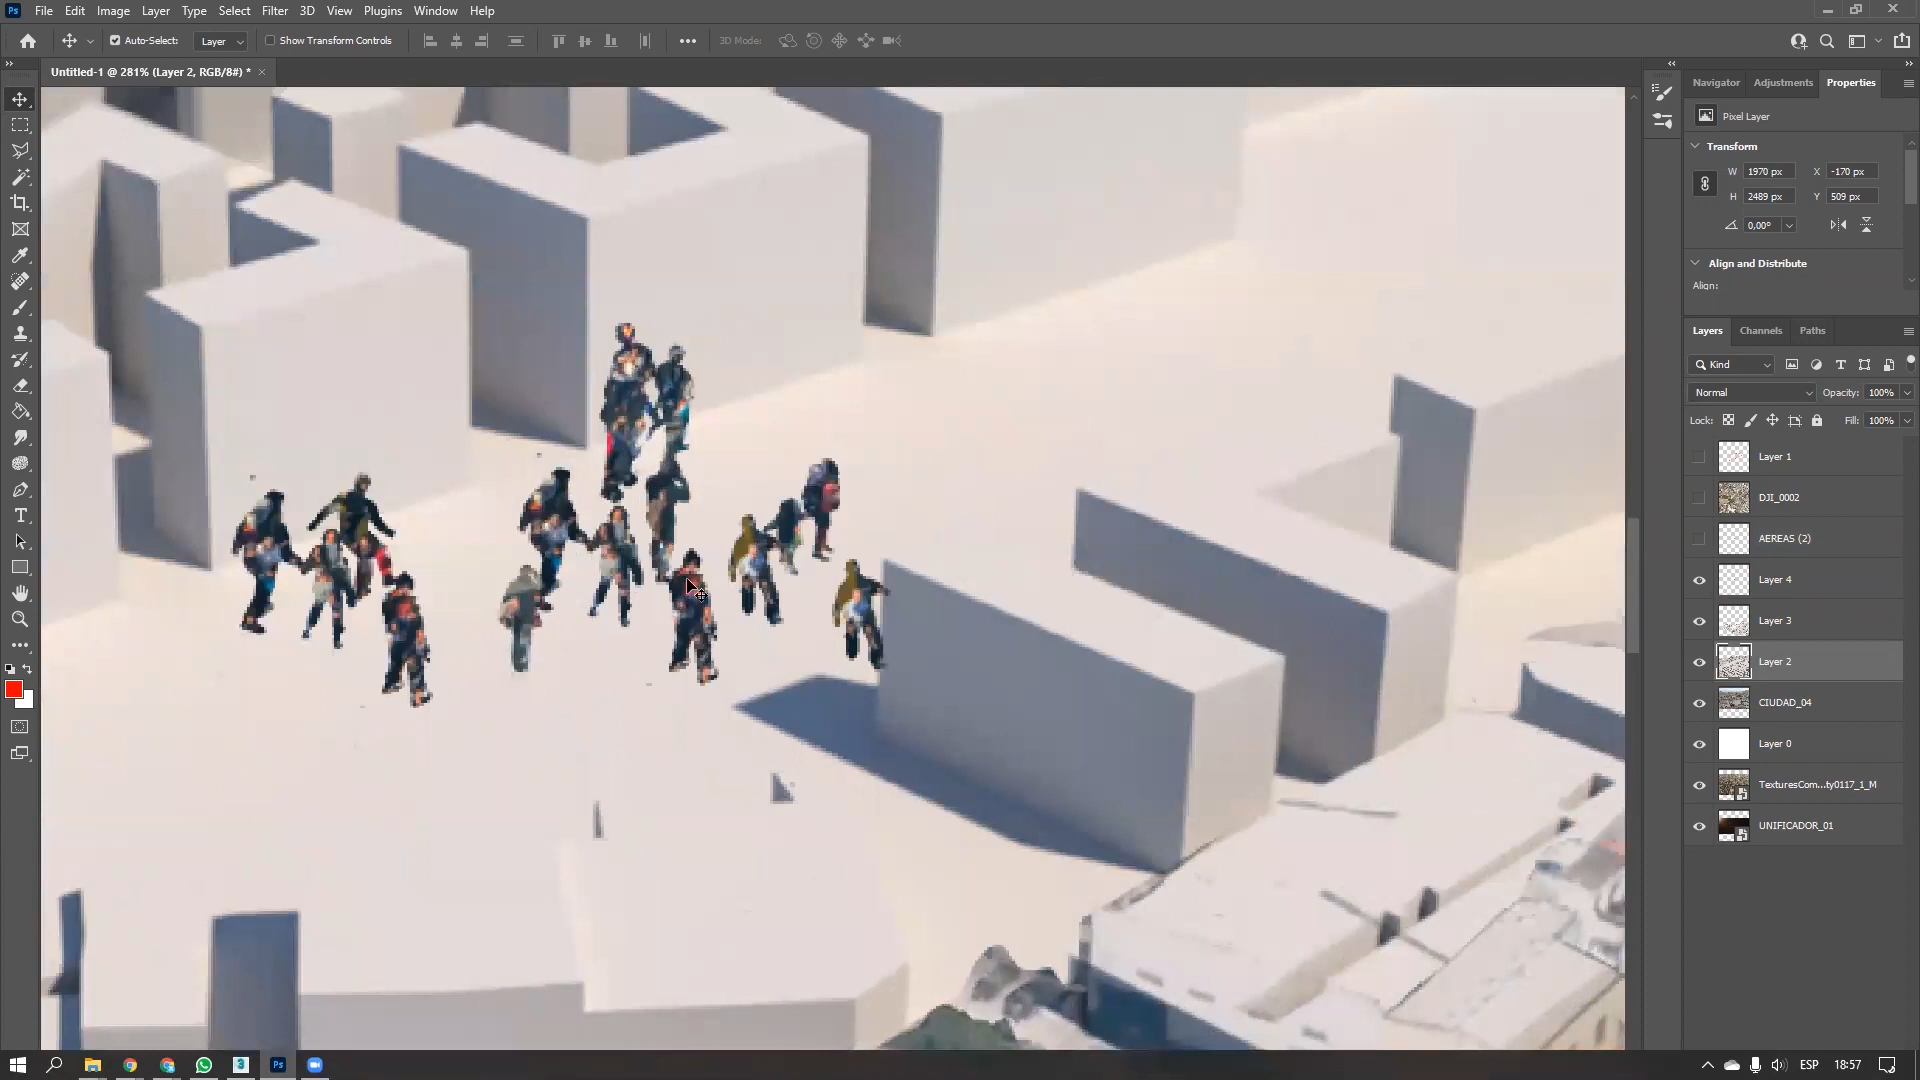 Ps File Edit Image Layer Type Select Filter 3D View Plugins Window Help
Auto-Select: Layer Show Transform Controls 3D Mode:
Untitled-1 @ 281% (Layer 2, RGB/8#) *
Navigator Adjustments Properties
Pixel Layer
Transform
W 1970 px X -170 px
H 2489 px Y 509 px
0,00°
Align and Distribute
Align:
Layers Channels Paths
Kind
Normal Opacity: 100%
Lock: Fill: 100%
Layer 1
DJI_0002
AEREAS (2)
Layer 4
Layer 3
Layer 2
CIUDAD_04
Layer 0
TexturesCom...ty0117_1_M
UNIFICADOR_01
3 Ps ESP 18:57